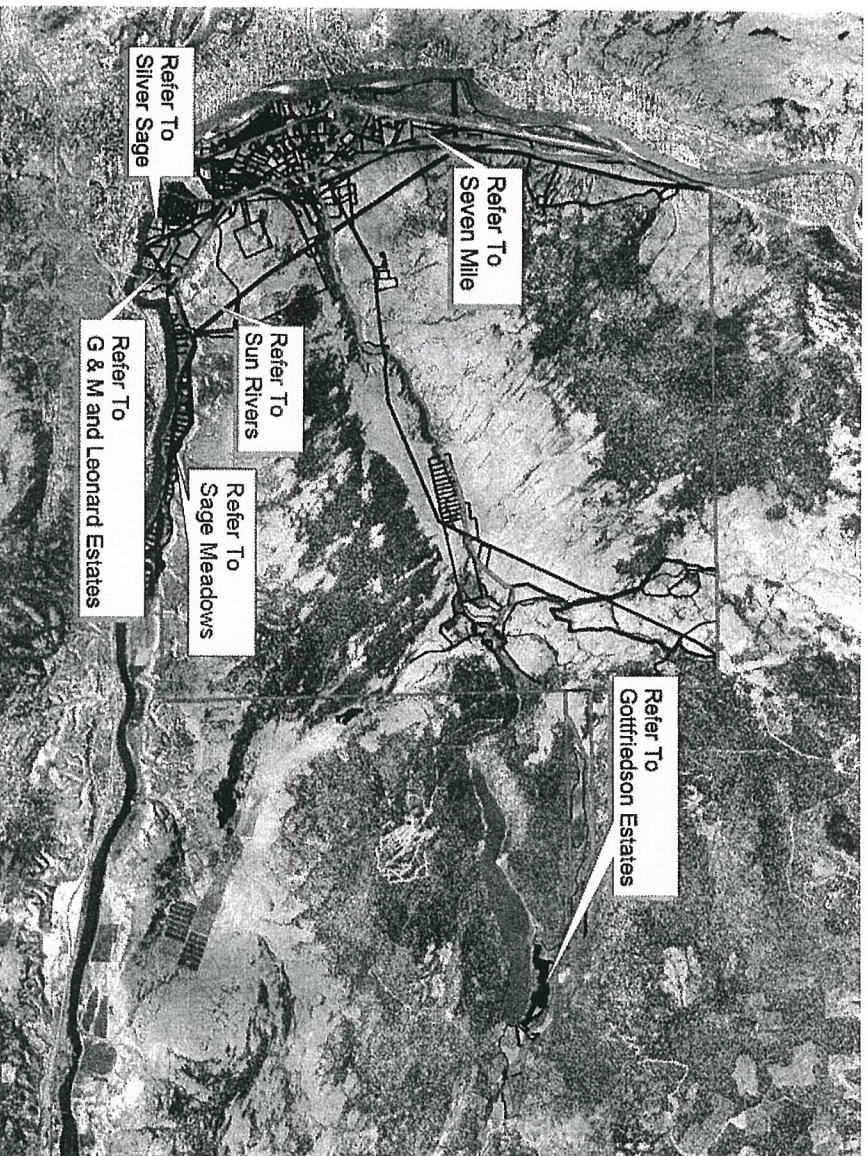 Refer To
Seven Mile
Refer To
Gottfriedson Estates
Refer To
Silver Sage
Refer To
Sun Rivers
Refer To
Sage Meadows
Refer To
G & M and Leonard Estates